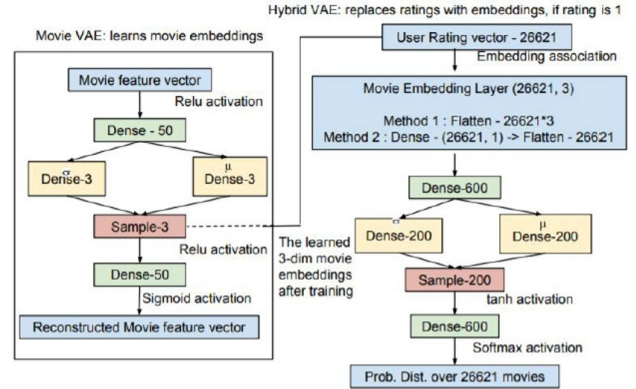 Hybrid VAE: replaces ratings with embeddings, if rating is 1
Movie VAE: learns movie embeddings
Movie feature vector
Relu activation
Dense - 50
σ
Dense-3
μ
Dense-3
Sample-3
Relu activation
Dense-50
Sigmoid activation
Reconstructed Movie feature vector
The learned
3-dim movie
embeddings
after training
User Rating vector - 26621
Embedding association
Movie Embedding Layer (26621, 3)
Method 1 : Flatten - 26621*3
Method 2 : Dense - (26621, 1) -> Flatten - 26621
Dense-600
σ
Dense-200
μ
Dense-200
Sample-200
tanh activation
Dense-600
Softmax activation
Prob. Dist. over 26621 movies